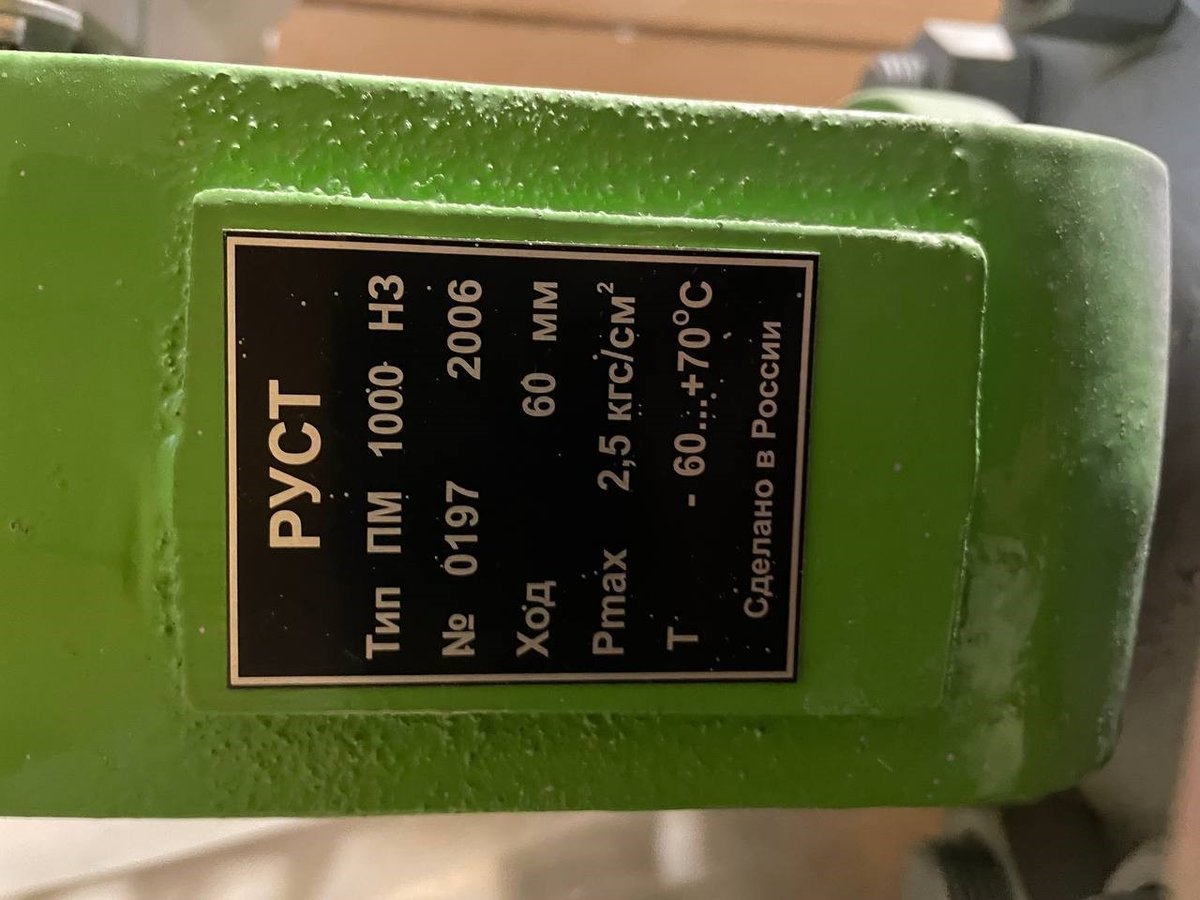 РУСТ
Тип ПМ 1000 НЗ
№ 0197 2006
Ход 60 мм
Pmax 2,5 кгс/см²
Т - 60...+70°С
Сделано в России